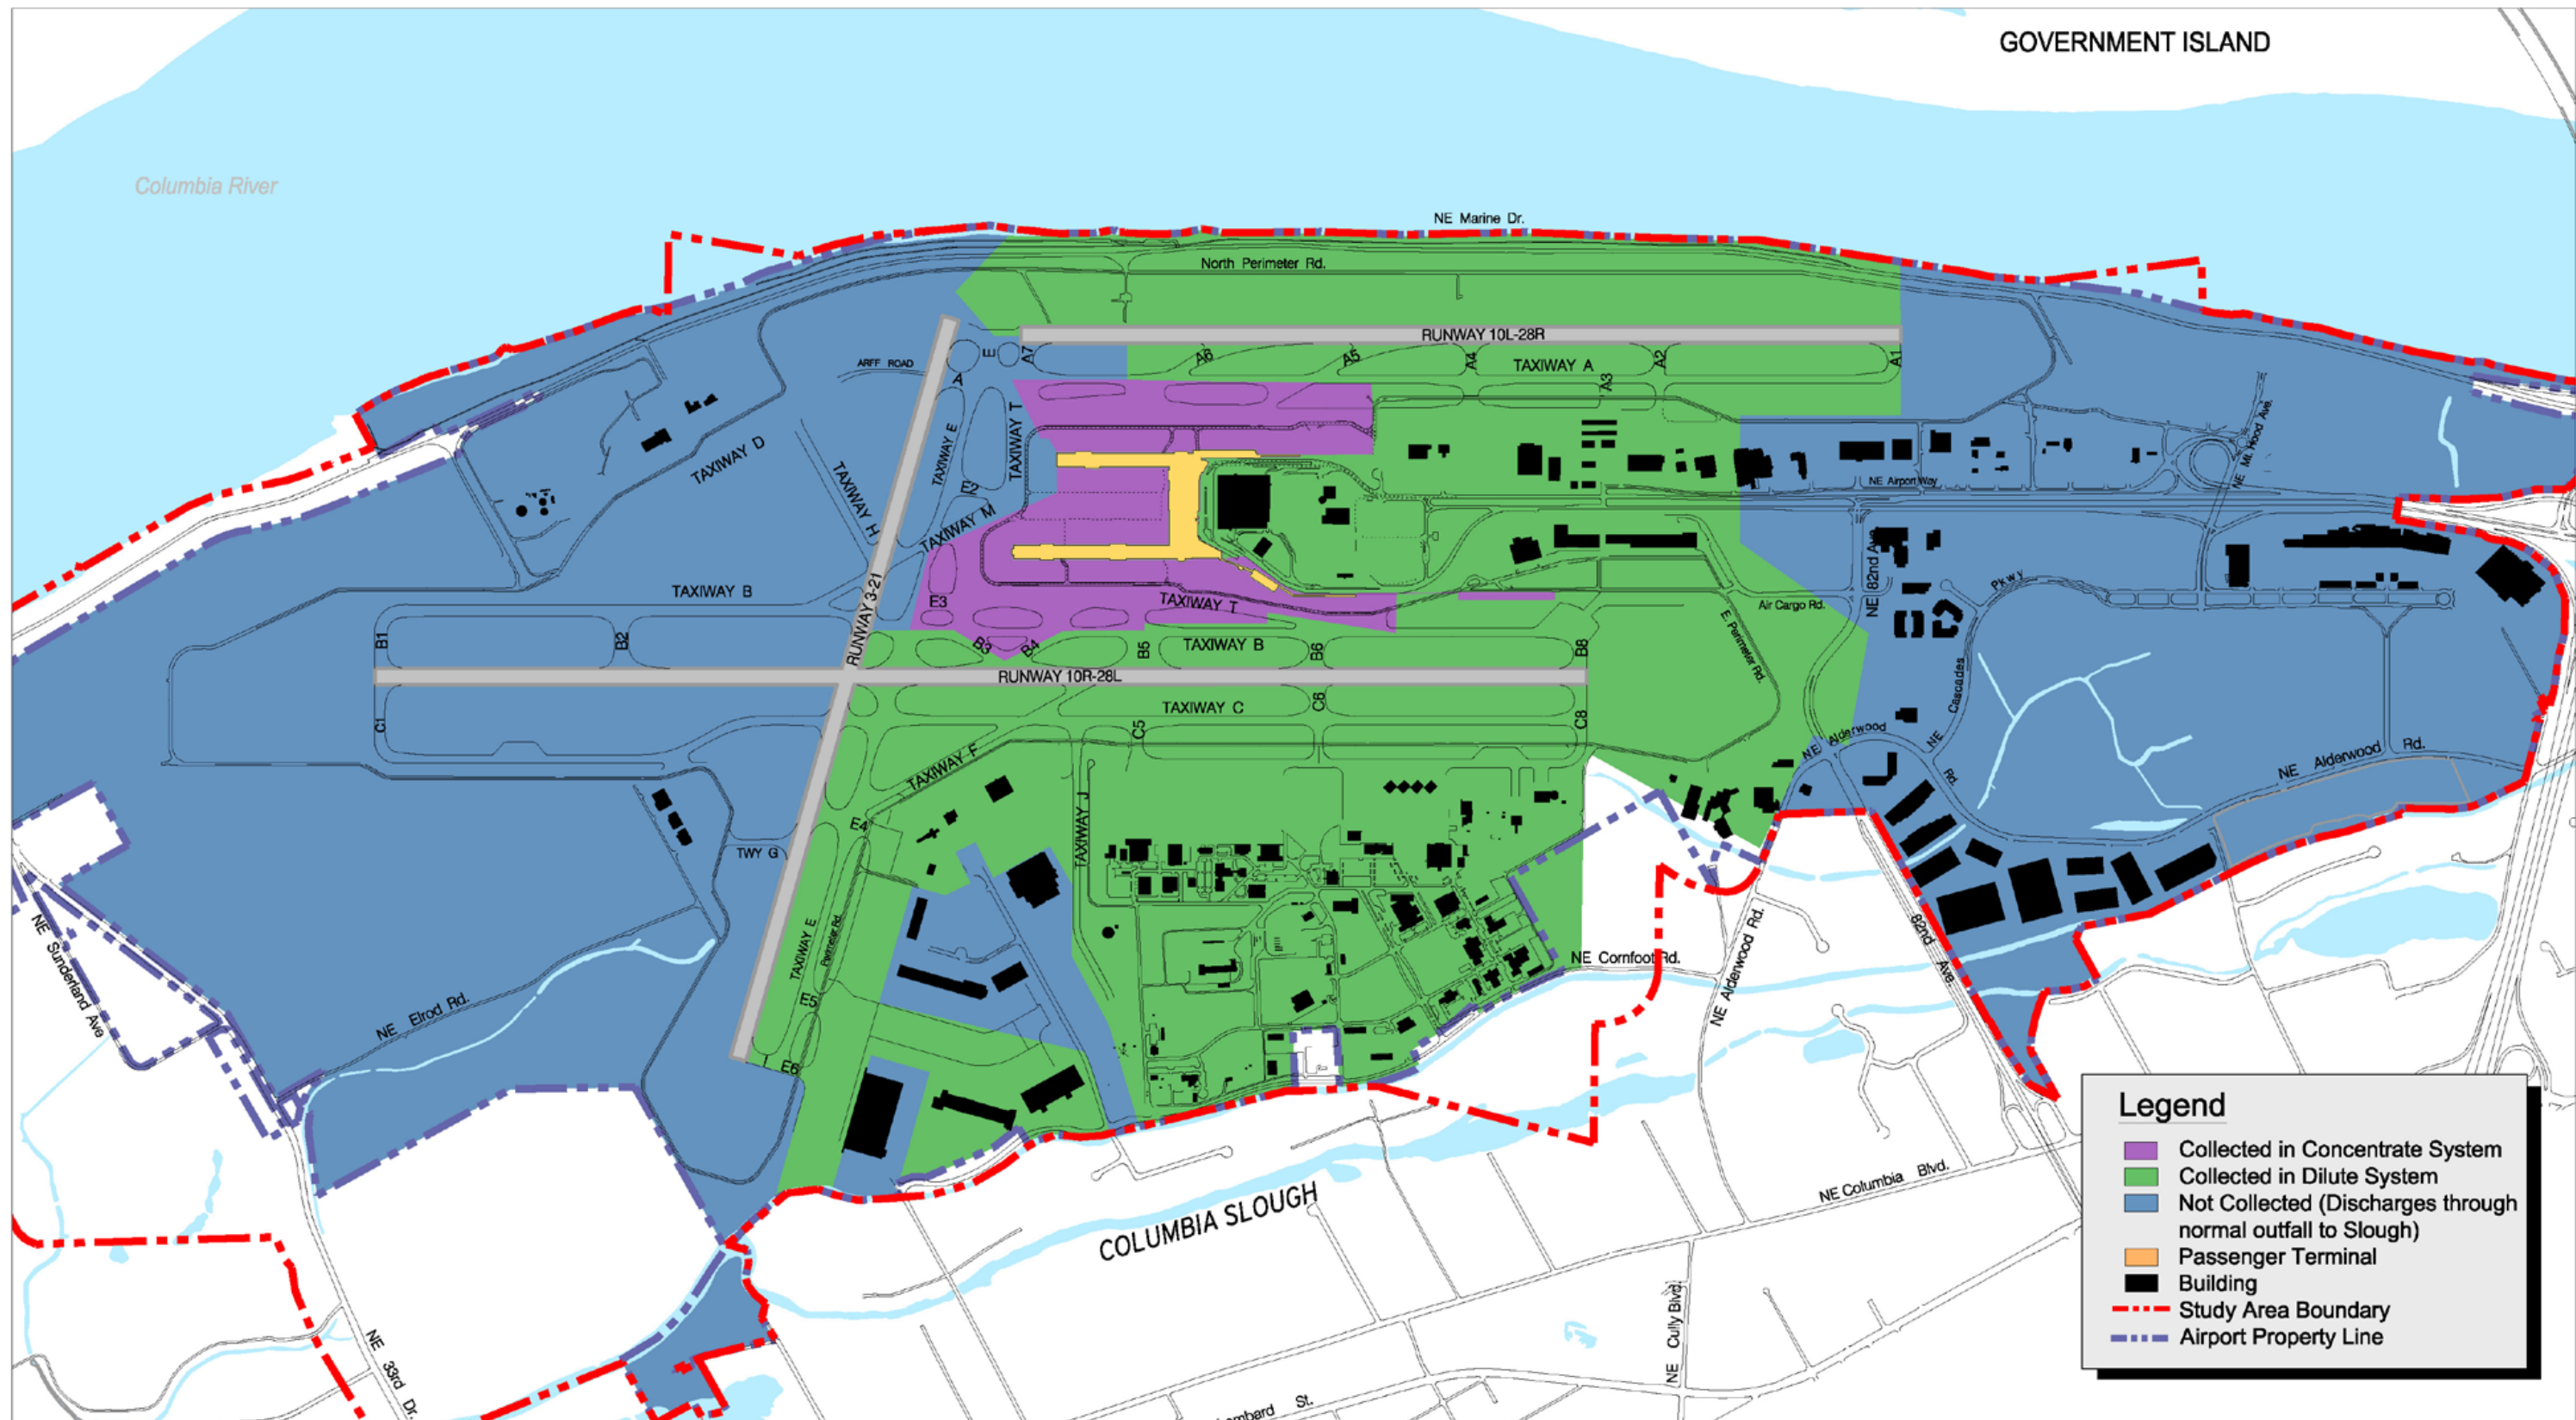 GOVERNMENT ISLAND
Columbia River
NE Marine Dr.
North Perimeter Rd.
RUNWAY 10L-28R
ARFF ROAD
A
E
A7
A6
A5
A4
TAXIWAY A
A3
A2
A1
TAXIWAY D
TAXIWAY H
TAXIWAY E
TAXIWAY T
E2
TAXIWAY M
NE Airport Way
NE Mt. Hood Ave.
NE 82nd Ave
Pkwy
Air Cargo Rd.
E. Perimeter Rd.
TAXIWAY B
RUNWAY 3-21
E3
TAXIWAY T
B1
B2
B3
B4
B5
TAXIWAY B
B6
B8
RUNWAY 10R-28L
C1
TAXIWAY C
C5
C6
C8
Cascades
NE
NE Alderwood
Rd.
NE Alderwood Rd.
TAXIWAY F
TAXIWAY J
E4
TWY G
TAXIWAY E
Perimeter Rd.
E5
E6
NE Sunderland Ave
NE Elrod Rd.
NE Cornfoot Rd.
NE Alderwood Rd.
82nd Ave.
COLUMBIA SLOUGH
NE Columbia Blvd.
NE Cully Blvd.
NE 33rd Dr.
St.
Legend
Collected in Concentrate System
Collected in Dilute System
Not Collected (Discharges through
normal outfall to Slough)
Passenger Terminal
Building
Study Area Boundary
Airport Property Line